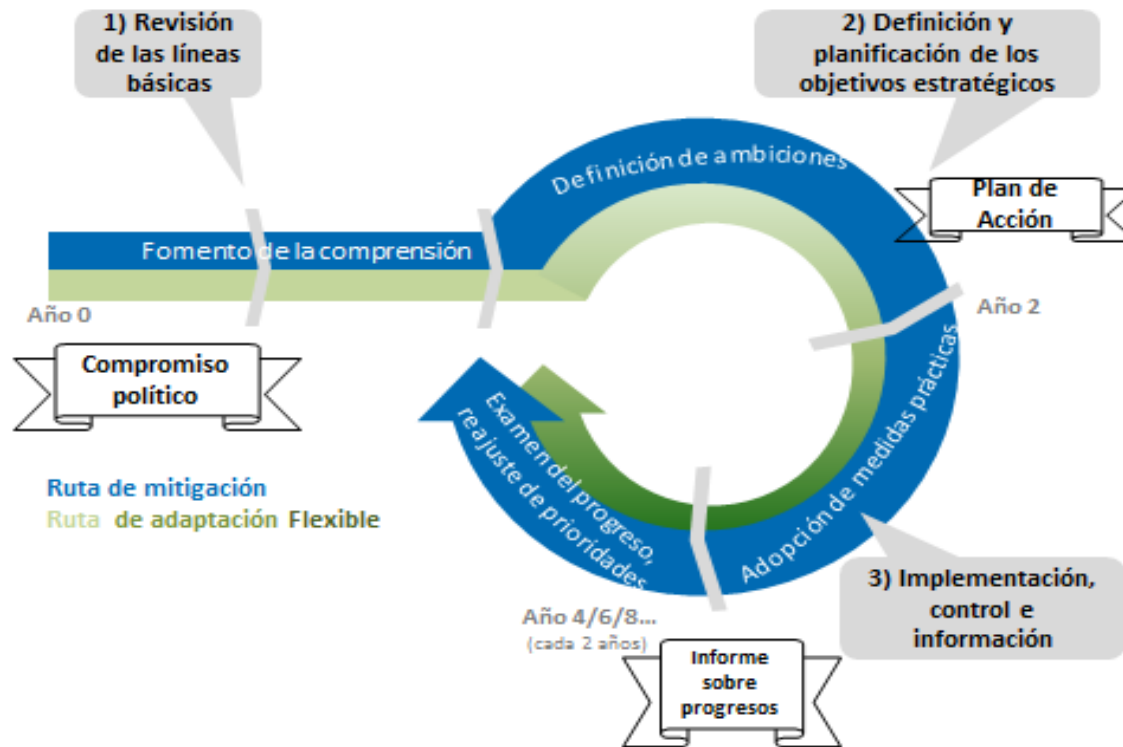 1) Revisión
de las líneas
básicas
2) Definición y
planificación de los
objetivos estratégicos
Definición de ambiciones
Plan de
Acción
Fomento de la comprensión
Año 0
Año 2
Compromiso
político
Adopción de medidas prácticas
Examen del progreso,
reajuste de prioridades
Ruta de mitigación
Ruta de adaptación Flexible
3) Implementación,
control e
información
Año 4/6/8...
(cada 2 años)
Informe
sobre
progresos